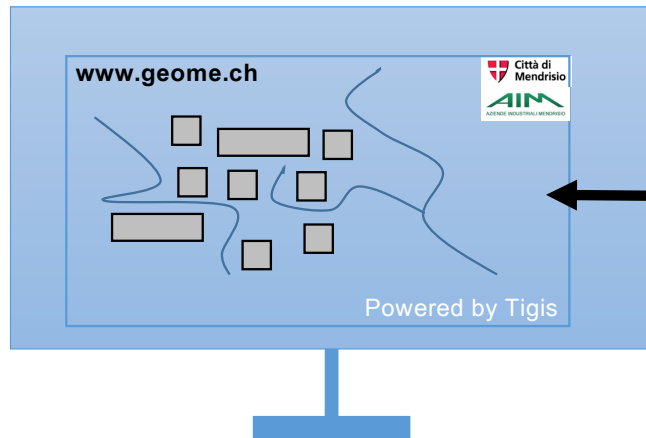 www.geome.ch
Città di
Mendrisio
AIM
AZIENDE INDUSTRIALI MENDRISIO
Powered by Tigis